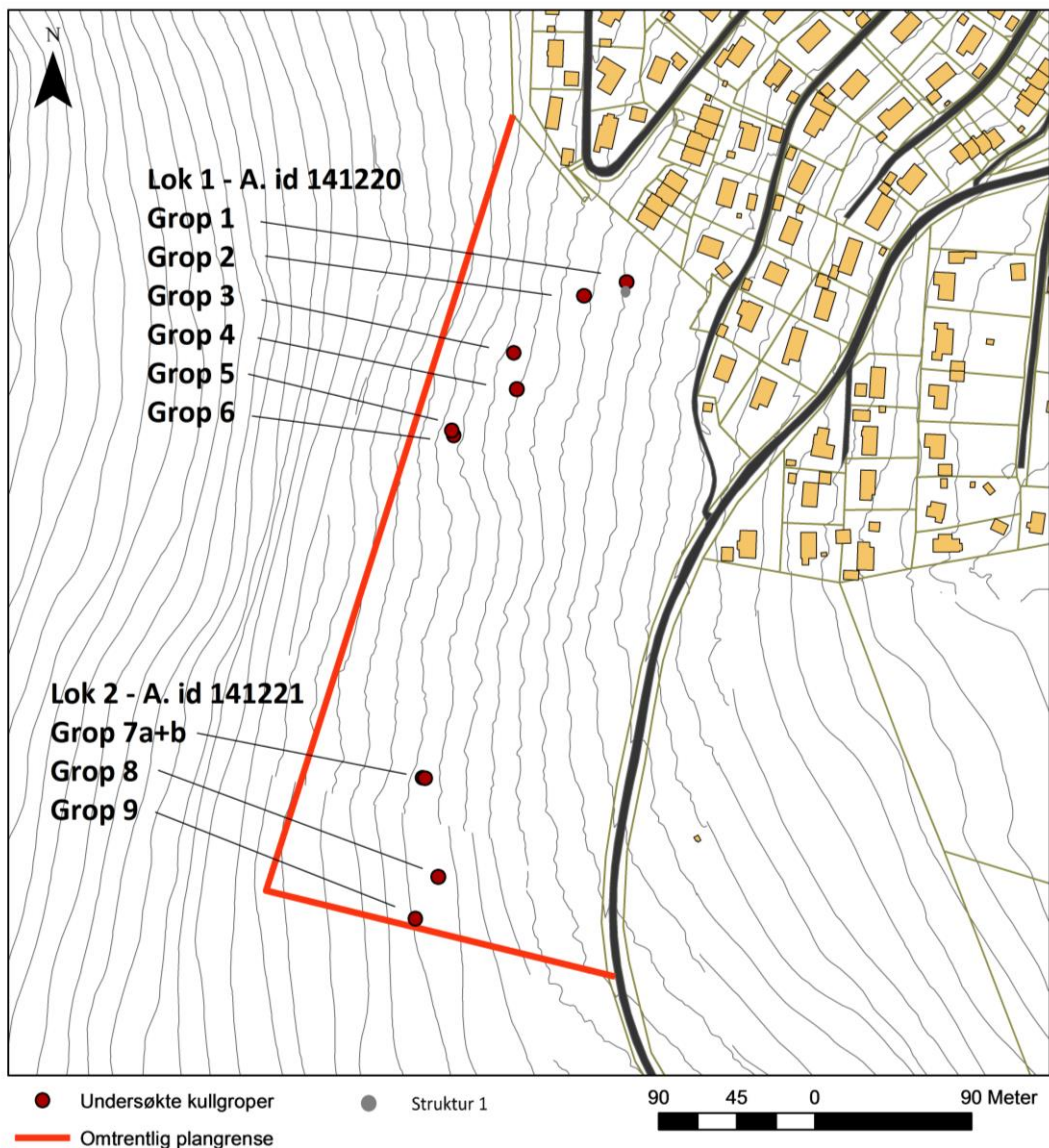 N
Lok 1 - A. id 141220
Grop 1
Grop 2
Grop 3
Grop 4
Grop 5
Grop 6
Lok 2 - A. id 141221
Grop 7a+b
Grop 8
Grop 9
Undersøkte kullgroper
Struktur 1
90 45 0 90 Meter
Omtrentlig plangrense